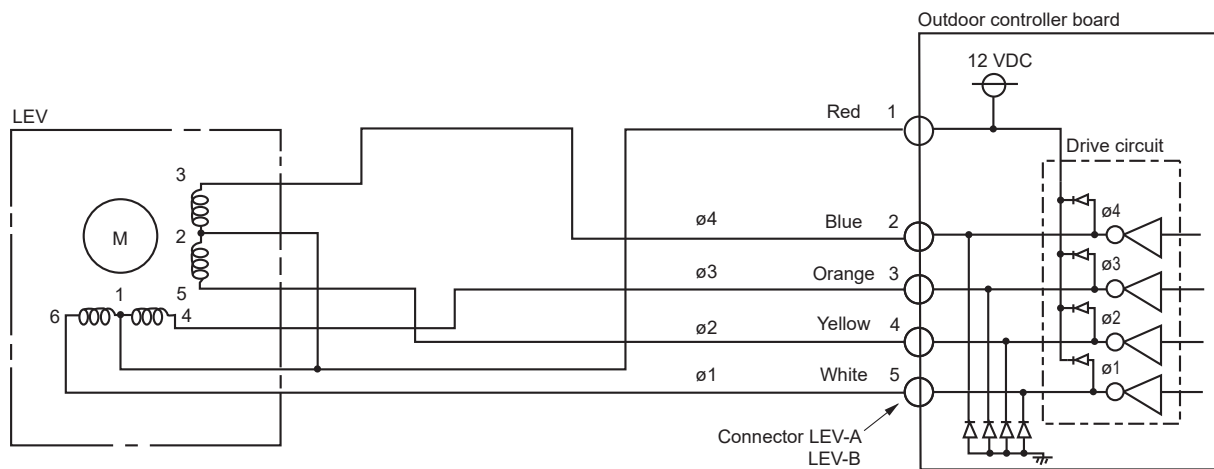 Outdoor controller board
12 VDC
LEV
Red 1
Drive circuit
3
ø4 Blue 2 ø4
M 2
ø3 Orange 3 ø3
1 5
6 4
ø2 Yellow 4 ø2
ø1 White 5 ø1
Connector LEV-A
LEV-B